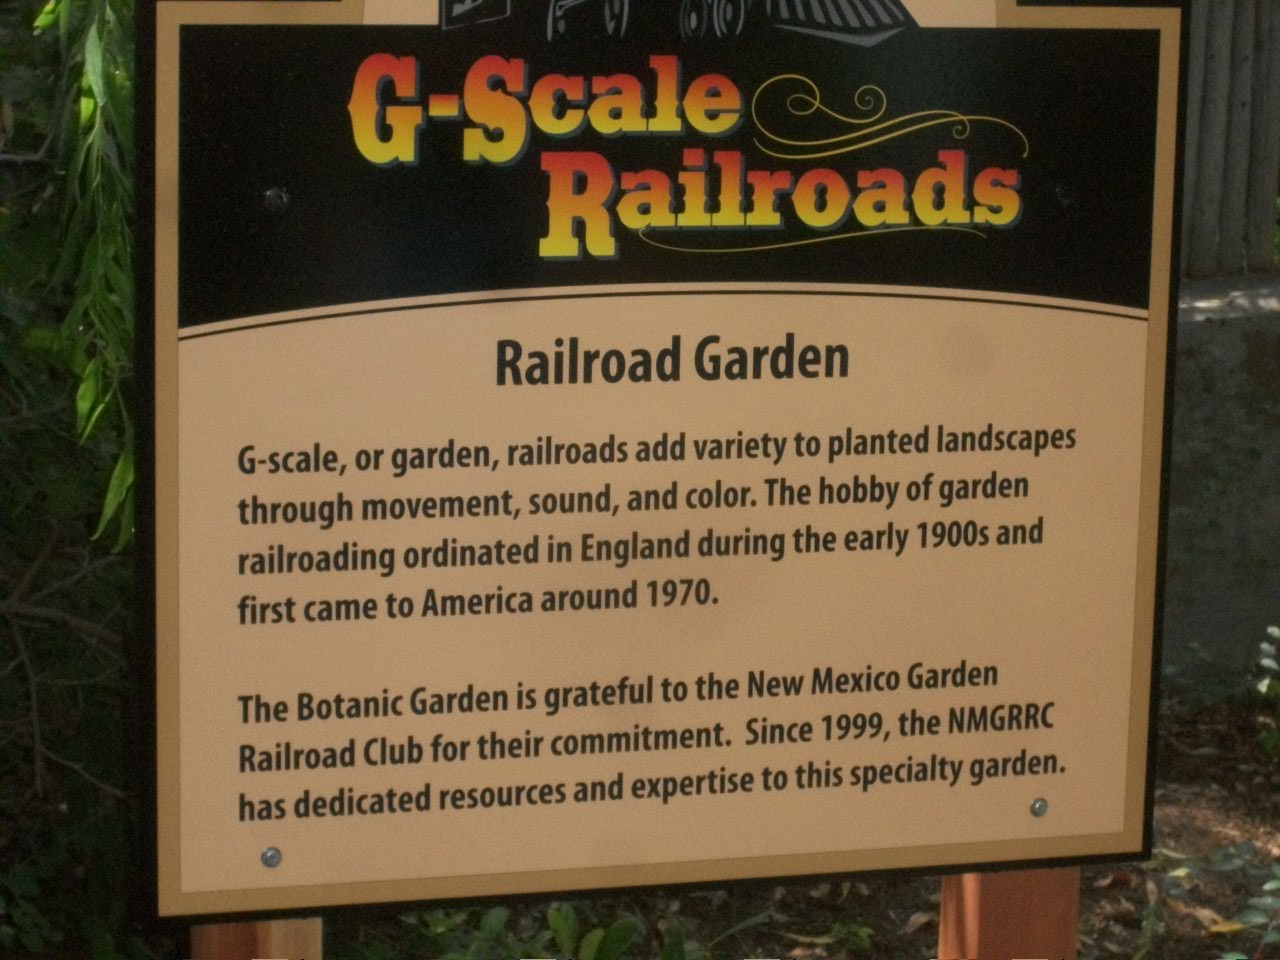 G-Scale
Railroads
Railroad Garden
G-scale, or garden, railroads add variety to planted landscapes
through movement, sound, and color. The hobby of garden
railroading ordinated in England during the early 1900s and
first came to America around 1970.
The Botanic Garden is grateful to the New Mexico Garden
Railroad Club for their commitment. Since 1999, the NMGRRC
has dedicated resources and expertise to this specialty garden.